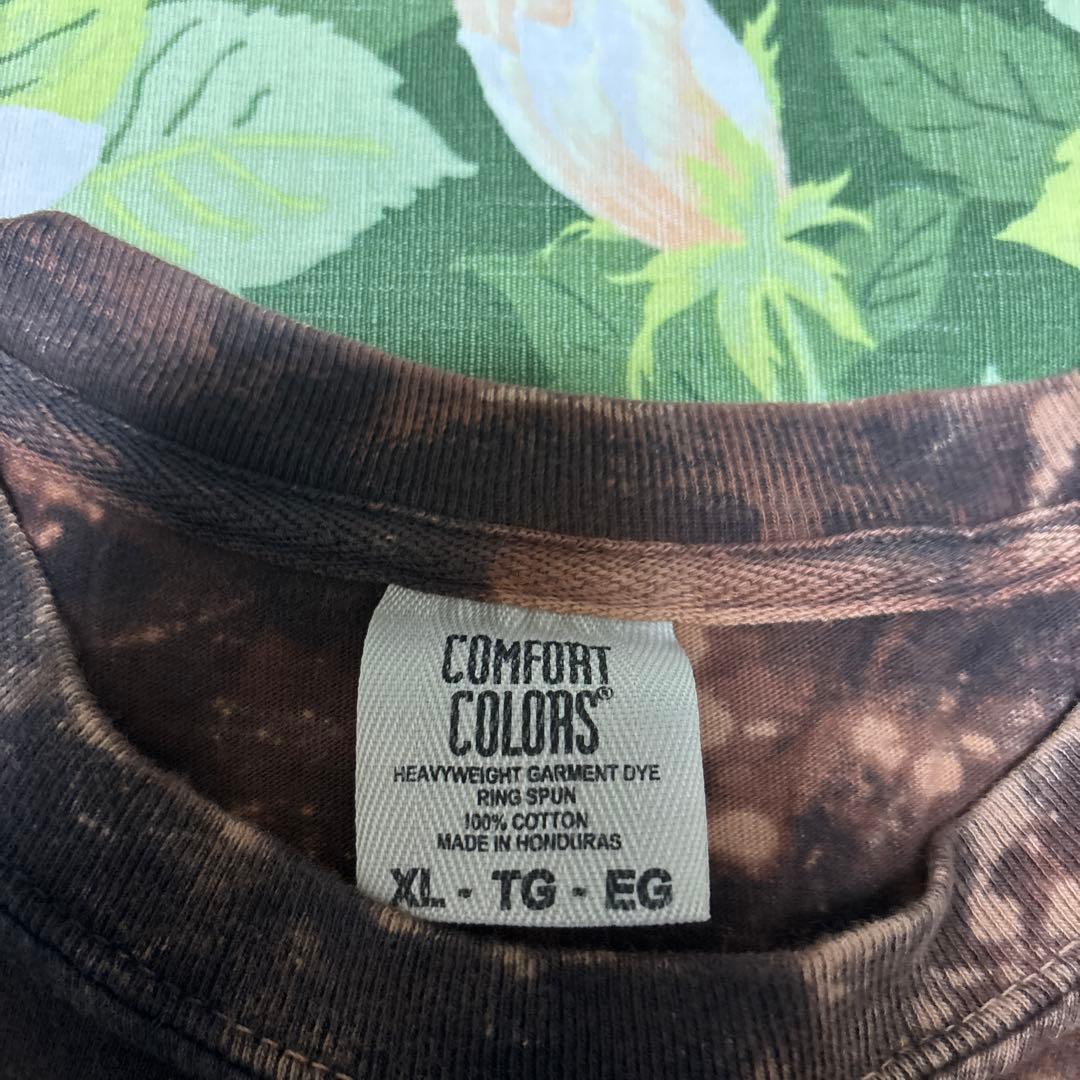 COMFORT
COLORS®
HEAVYWEIGHT GARMENT DYE
RING SPUN
100% COTTON
MADE IN HONDURAS
XL - TG - EG